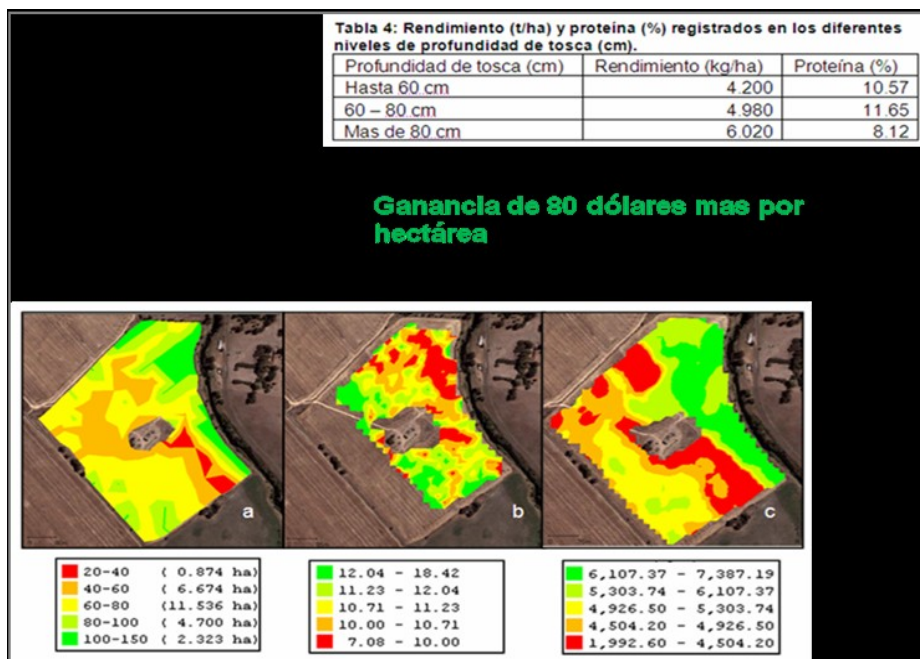 Tabla 4: Rendimiento (t/ha) y proteína (%) registrados en los diferentes
niveles de profundidad de tosca (cm).
Profundidad de tosca (cm) Rendimiento (kg/ha) Proteína (%)
Hasta 60 cm 4.200 10.57
60 – 80 cm 4.980 11.65
Mas de 80 cm 6.020 8.12
Ganancia de 80 dólares mas por
hectárea
a b c
20-40 ( 0.874 ha)
40-60 ( 6.674 ha)
60-80 (11.536 ha)
80-100 ( 4.700 ha)
100-150 ( 2.323 ha)
12.04 - 18.42
11.23 - 12.04
10.71 - 11.23
10.00 - 10.71
7.08 - 10.00
6,107.37 - 7,387.19
5,303.74 - 6,107.37
4,926.50 - 5,303.74
4,504.20 - 4,926.50
1,992.60 - 4,504.20